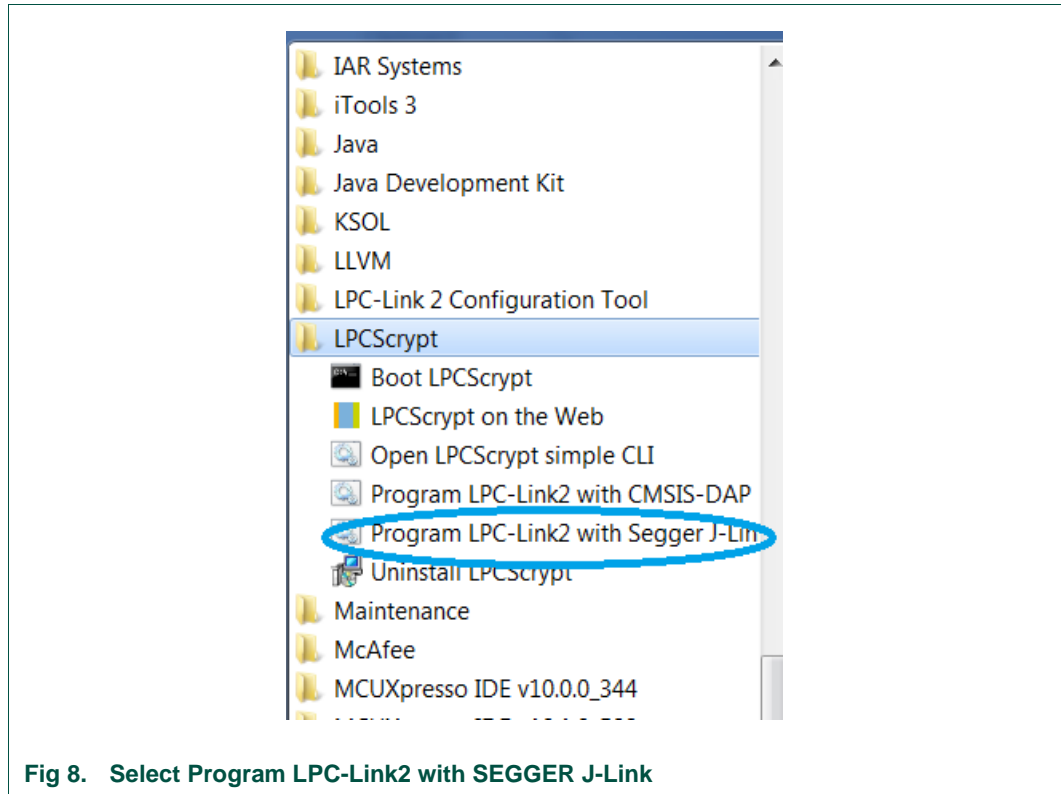 IAR Systems
iTools 3
Java
Java Development Kit
KSOL
LLVM
LPC-Link 2 Configuration Tool
LPCScrypt
Boot LPCScrypt
LPCScrypt on the Web
Open LPCScrypt simple CLI
Program LPC-Link2 with CMSIS-DAP
Program LPC-Link2 with Segger J-Lin
Uninstall LPCScrypt
Maintenance
McAfee
MCUXpresso IDE v10.0.0_344
Fig 8. Select Program LPC-Link2 with SEGGER J-Link